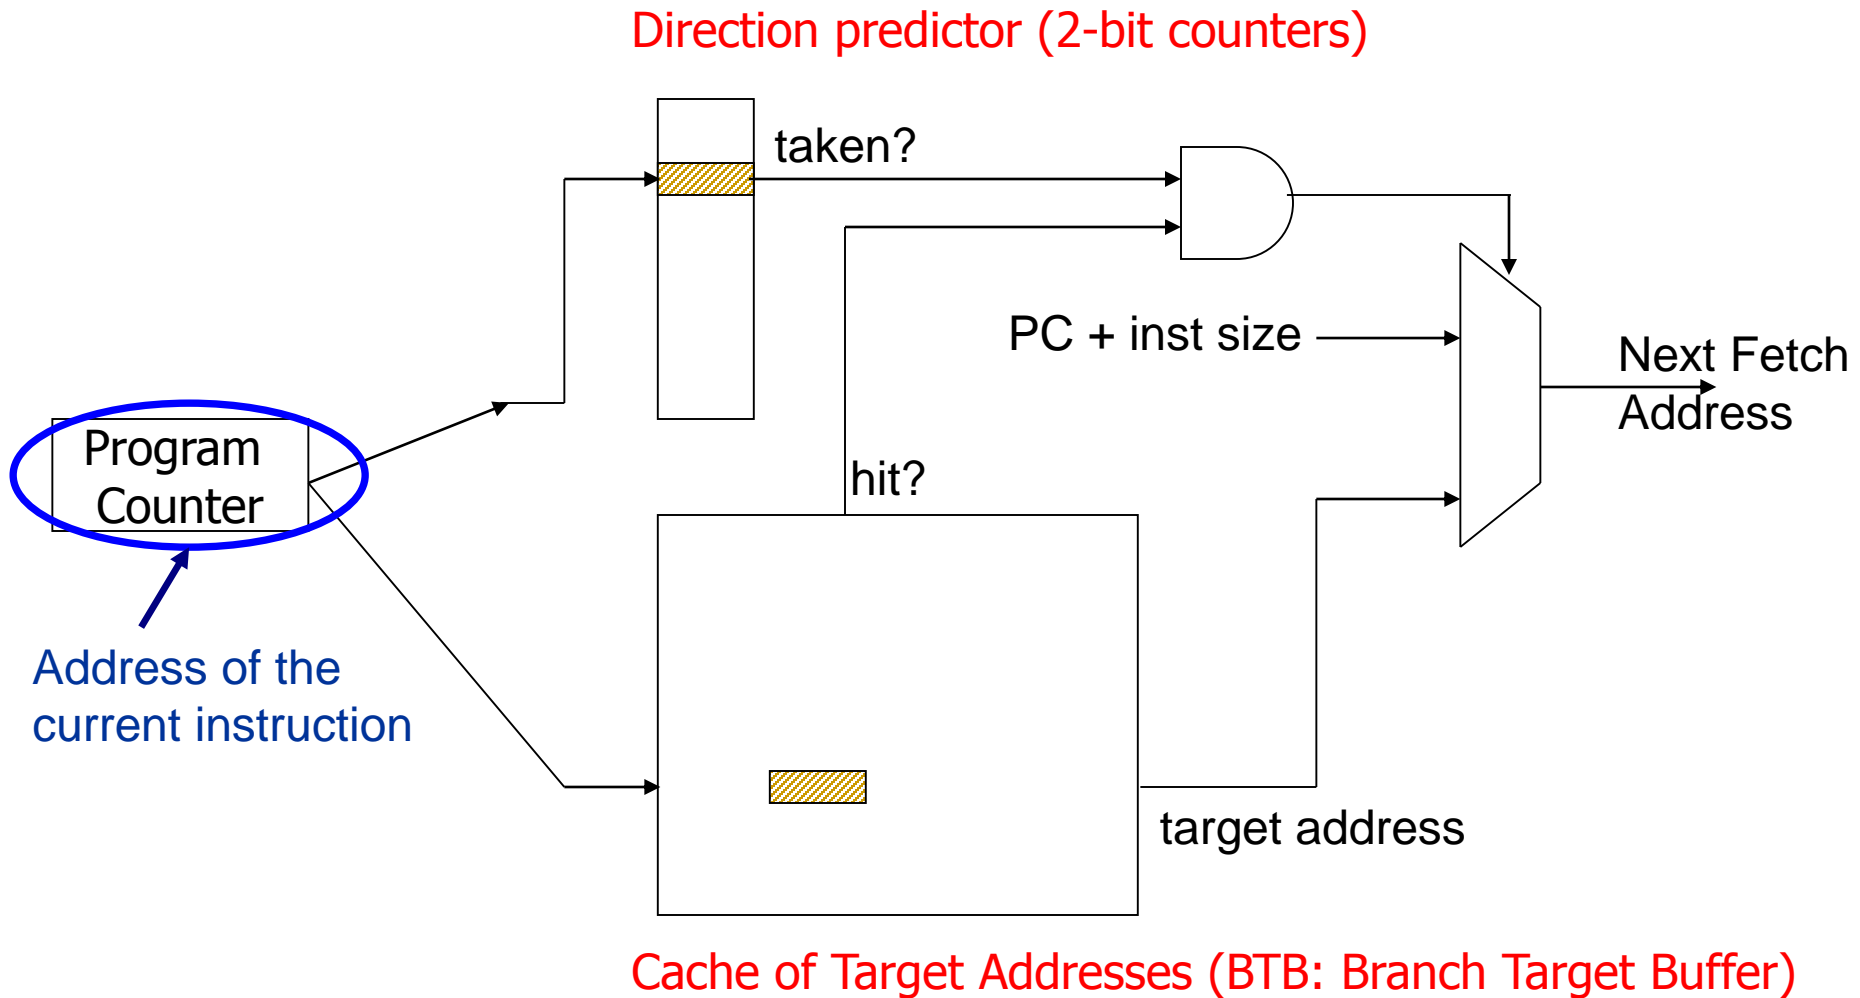 Direction predictor (2-bit counters)
taken?
PC + inst size
Next Fetch
Address
Program
Counter
hit?
Address of the
current instruction
target address
Cache of Target Addresses (BTB: Branch Target Buffer)